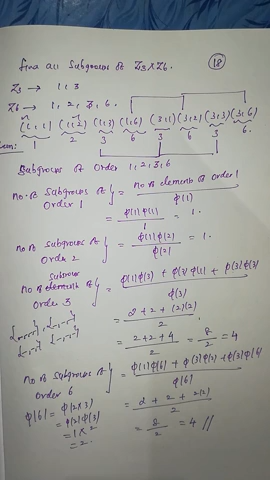 Find all subgroups of Z3 X Z6. (18)
Z3 → 1, 3
Z6 → 1, 2, 3, 6.
(1,1) (1,2) (1,3) (1,6) (3,1) (3,2) (3,3) (3,6)
1 2 3 6 3 6 3 6.
Subgroups of Order 1, 2, 3, 6
No. of Subgroups of Order 1 } = No of elements of Order 1 / φ(1)
= φ(1)φ(1) / 1 = 1.
No of subgroups of Order 2 } = φ(1)φ(2) / φ(2) = 1.
No of element of Order 3 } = φ(1)φ(3) + φ(3)φ(1) + φ(3)φ(3) / φ(3)
= 2 + 2 + (2)(2) / 2
{-,-,-}, {-,-,-}
{-,-,-}
= 2+2+4 / 2 = 8/2 = 4
No of Subgroups of Order 6 } = φ(1)φ(6) + φ(3)φ(2) + φ(3)φ(6) / φ(6)
φ(6) = φ(2×3)
= φ(2)φ(3)
= 1 × 2
= 2.
= 2 + 2 + 2(2) / 2
= 8/2 = 4 //